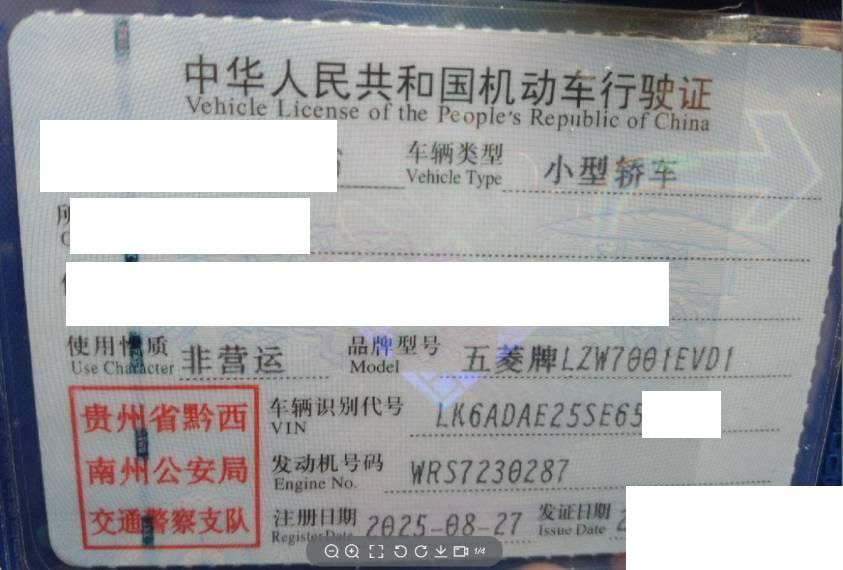 中华人民共和国机动车行驶证
Vehicle License of the People's Republic of China
车辆类型 小型轿车
Vehicle Type
所
使用性质 非营运 品牌型号 五菱牌LZW7001EVD1
Use Character Model
贵州省黔西
南州公安局
交通警察支队
车辆识别代号 LK6ADAE25SE65
VIN
发动机号码 WRS7230287
Engine No.
注册日期 2025-08-27 发证日期
Register Date Issue Date
1/4